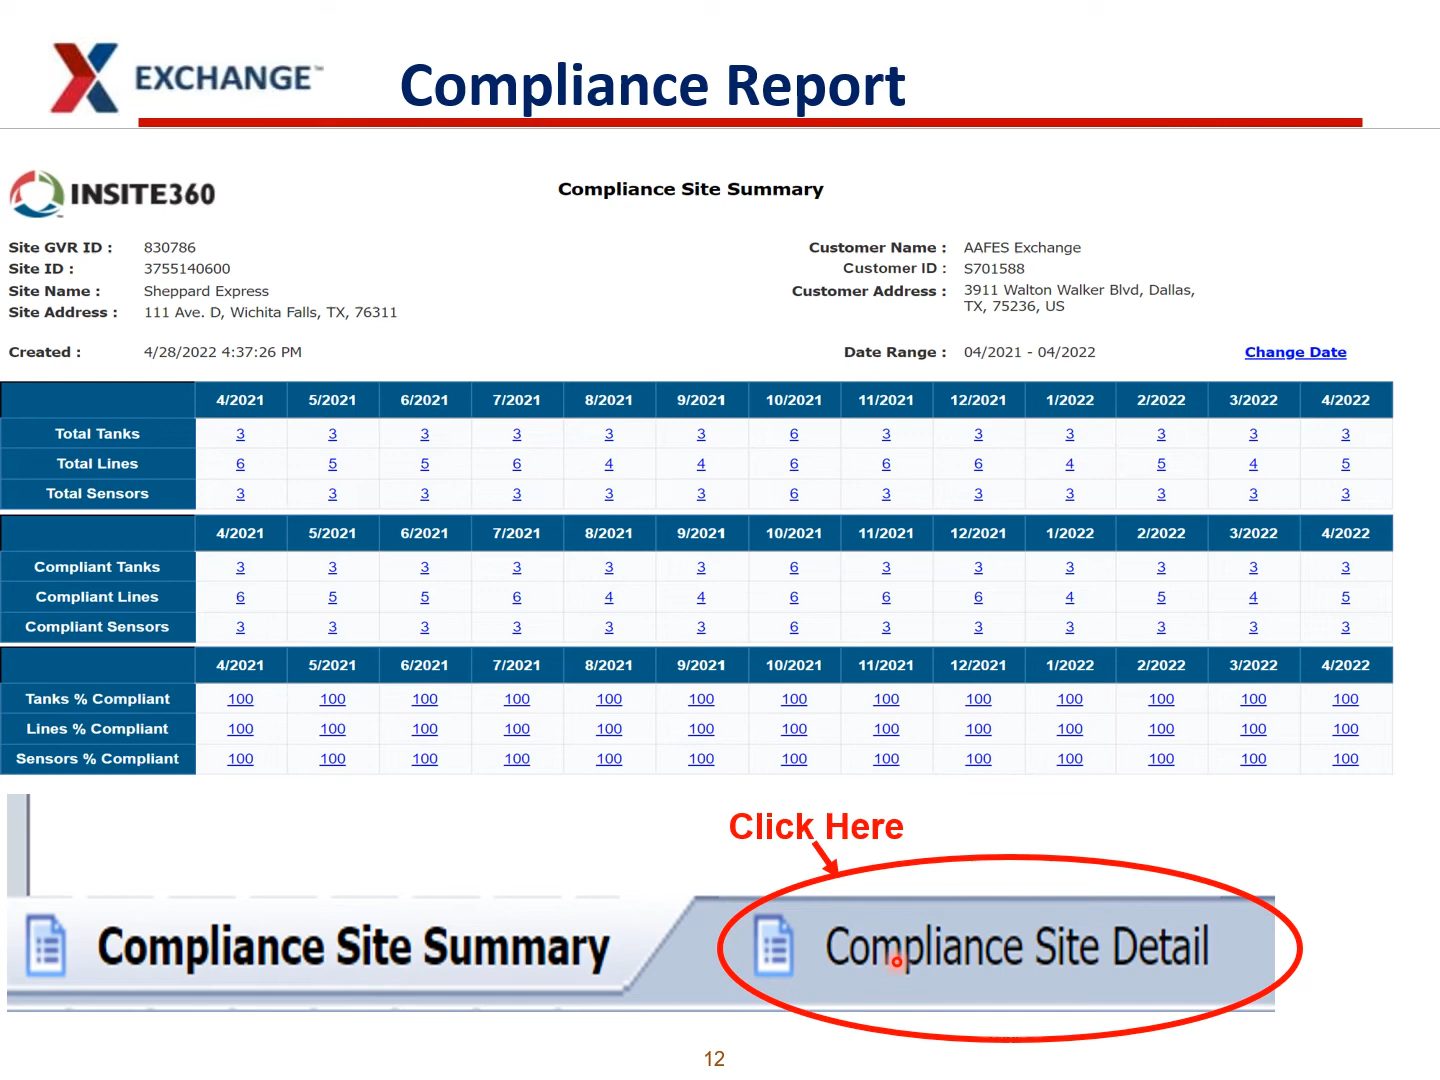 EXCHANGE™
Compliance Report
INSITE360
Compliance Site Summary
Site GVR ID : 830786 Customer Name : AAFES Exchange
Site ID : 3755140600 Customer ID : S701588
Site Name : Sheppard Express Customer Address : 3911 Walton Walker Blvd, Dallas,
TX, 75236, US
Site Address : 111 Ave. D, Wichita Falls, TX, 76311
Created : 4/28/2022 4:37:26 PM Date Range : 04/2021 - 04/2022 Change Date
4/2021 5/2021 6/2021 7/2021 8/2021 9/2021 10/2021 11/2021 12/2021 1/2022 2/2022 3/2022 4/2022
Total Tanks 3 3 3 3 3 3 6 3 3 3 3 3 3
Total Lines 6 5 5 6 4 4 6 6 6 4 5 4 5
Total Sensors 3 3 3 3 3 3 6 3 3 3 3 3 3
4/2021 5/2021 6/2021 7/2021 8/2021 9/2021 10/2021 11/2021 12/2021 1/2022 2/2022 3/2022 4/2022
Compliant Tanks 3 3 3 3 3 3 6 3 3 3 3 3 3
Compliant Lines 6 5 5 6 4 4 6 6 6 4 5 4 5
Compliant Sensors 3 3 3 3 3 3 6 3 3 3 3 3 3
4/2021 5/2021 6/2021 7/2021 8/2021 9/2021 10/2021 11/2021 12/2021 1/2022 2/2022 3/2022 4/2022
Tanks % Compliant 100 100 100 100 100 100 100 100 100 100 100 100 100
Lines % Compliant 100 100 100 100 100 100 100 100 100 100 100 100 100
Sensors % Compliant 100 100 100 100 100 100 100 100 100 100 100 100 100
Click Here
Compliance Site Summary Compliance Site Detail
12